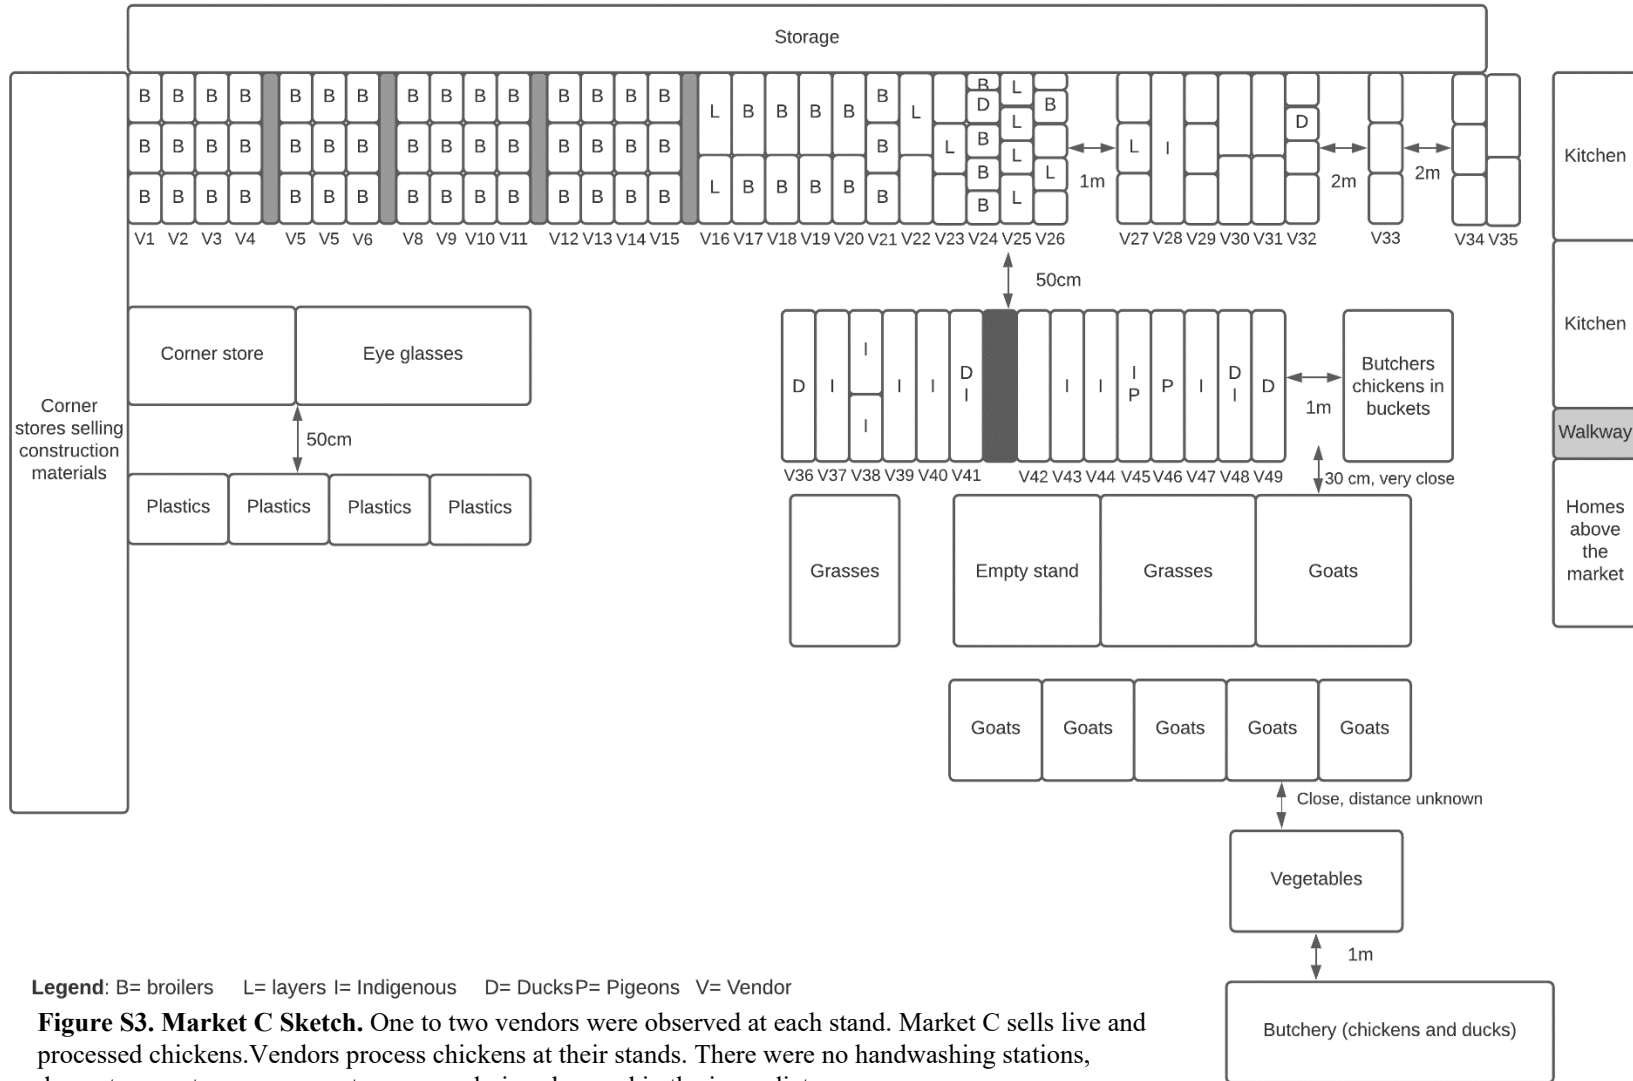 Storage
B B B B B B B B B B B B B B B L B B B B B L B L
D B L D
B B B B B B B B B B B B B B B B L B L L I
B L L
B B B B B B B B B B B B B B B L B B B B B B L
1m 2m 2m
V1 V2 V3 V4 V5 V5 V6 V8 V9 V10 V11 V12 V13 V14 V15 V16 V17 V18 V19 V20 V21 V22 V23 V24 V25 V26 V27 V28 V29 V30 V31 V32 V33 V34 V35
Kitchen
50cm
Kitchen
Corner store Eye glasses
50cm
Corner
stores selling
construction
materials
Plastics Plastics Plastics Plastics
D I I I I I D I I I I P P I D I D
1m
Butchers
chickens in
buckets
Walkway
V36 V37 V38 V39 V40 V41 V42 V43 V44 V45 V46 V47 V48 V49
30 cm, very close
Homes
above
the
market
Grasses Empty stand Grasses Goats
Goats Goats Goats Goats Goats
Close, distance unknown
Vegetables
1m
Butchery (chickens and ducks)
Legend: B= broilers L= layers I= Indigenous D= Ducks P= Pigeons V= Vendor
Figure S3. Market C Sketch. One to two vendors were observed at each stand. Market C sells live and
processed chickens.Vendors process chickens at their stands. There were no handwashing stations,